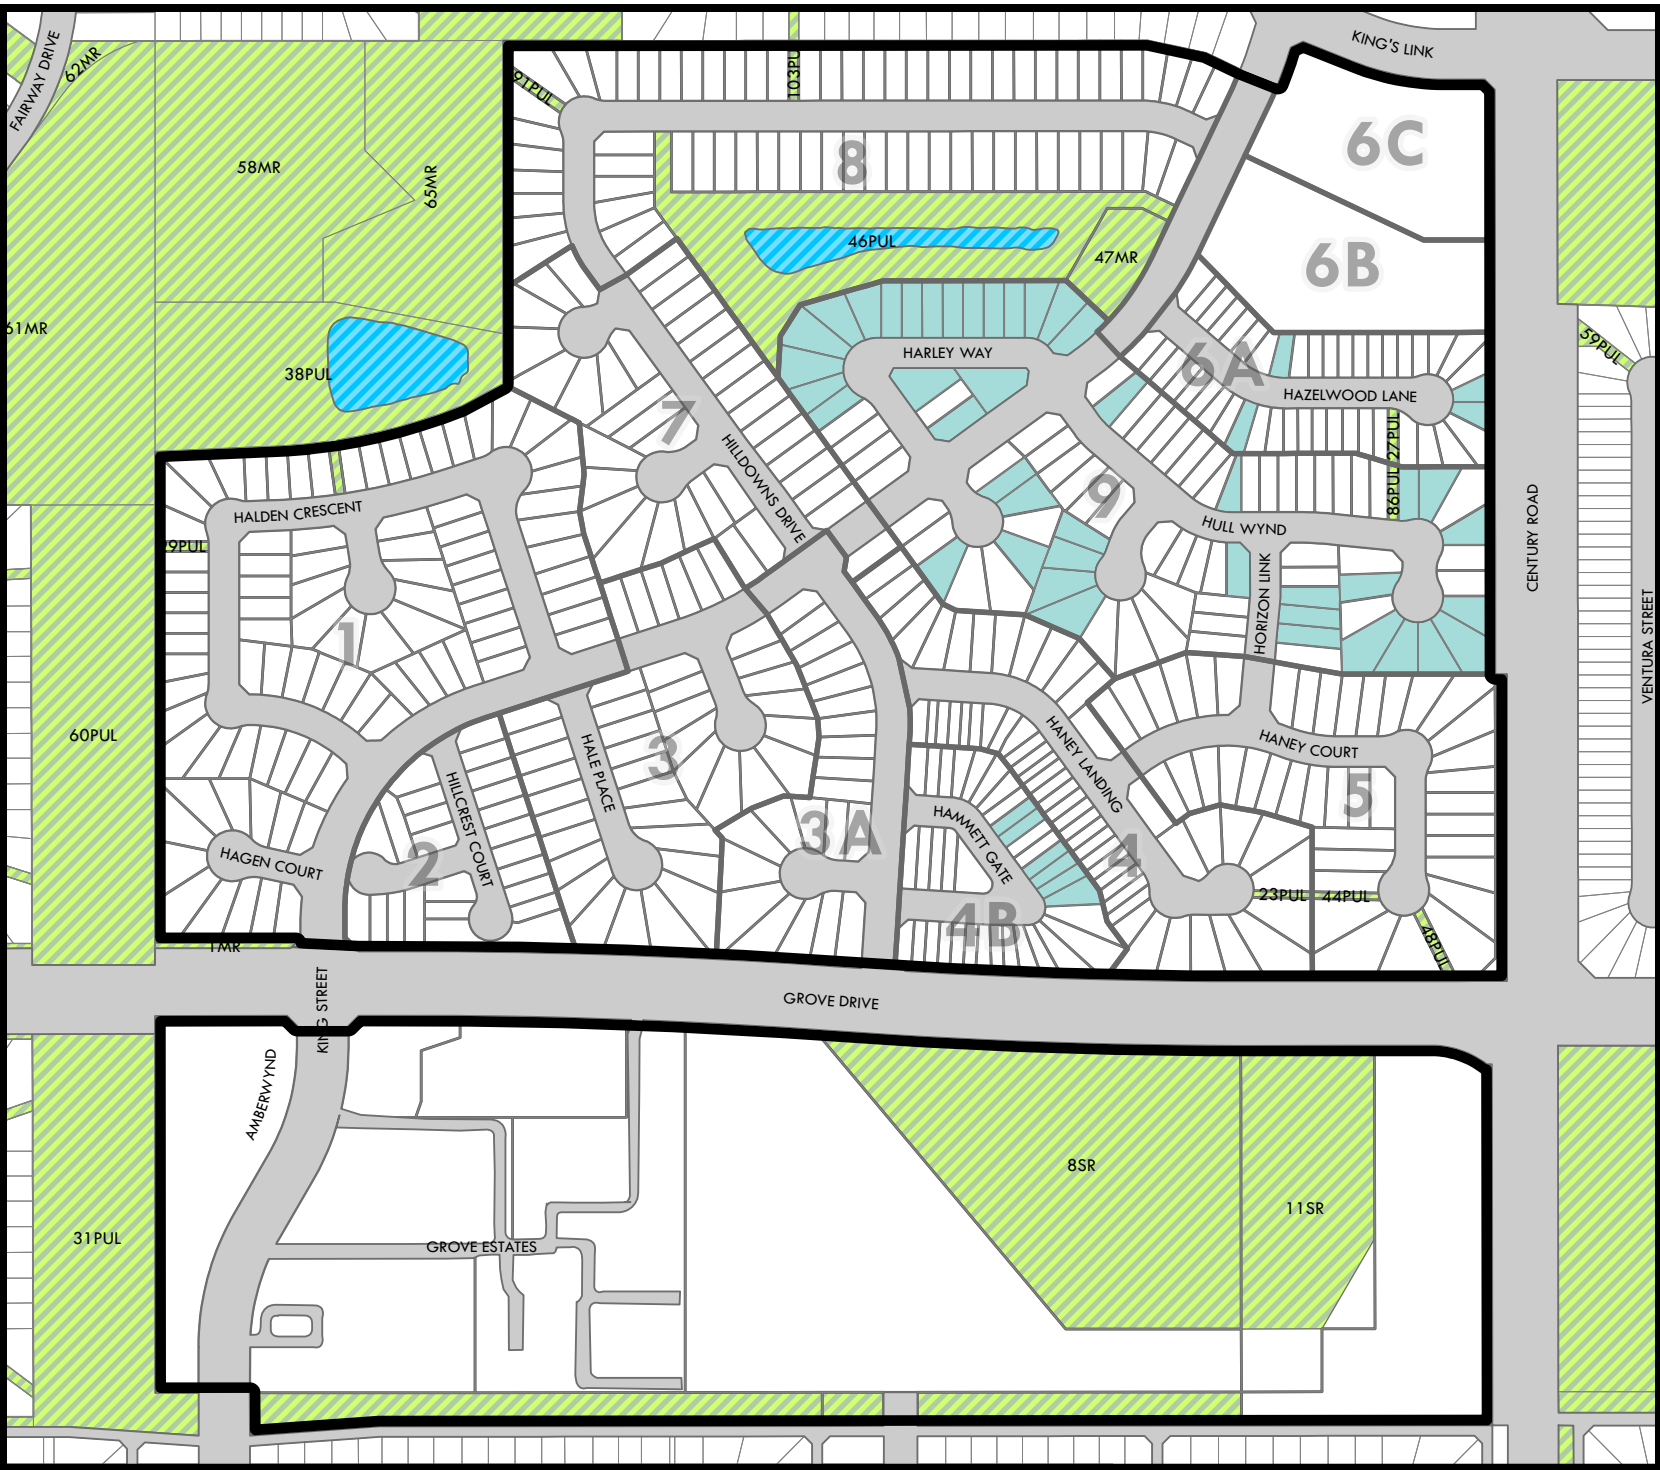 KING'S LINK
FAIRWAY DRIVE
62MR
91PUL
6C
58MR
8
65MR
46PUL
47MR
6B
61MR
HARLEY WAY
59PUL
38PUL
6A
HAZELWOOD LANE
7
27PUL
HILLDOWNS DRIVE
9
86PUL
HALDEN CRESCENT
HULL WYND
CENTURY ROAD
HORIZON LINK
1
VENTURA STREET
60PUL
HALE PLACE
3
HANEY LANDING
HANEY COURT
5
HILLCREST COURT
3A
HAMMETT GATE
HAGEN COURT
2
4
23PUL
44PUL
4B
48PUL
1MR
KING STREET
GROVE DRIVE
AMBERWYND
8SR
11SR
31PUL
GROVE ESTATES